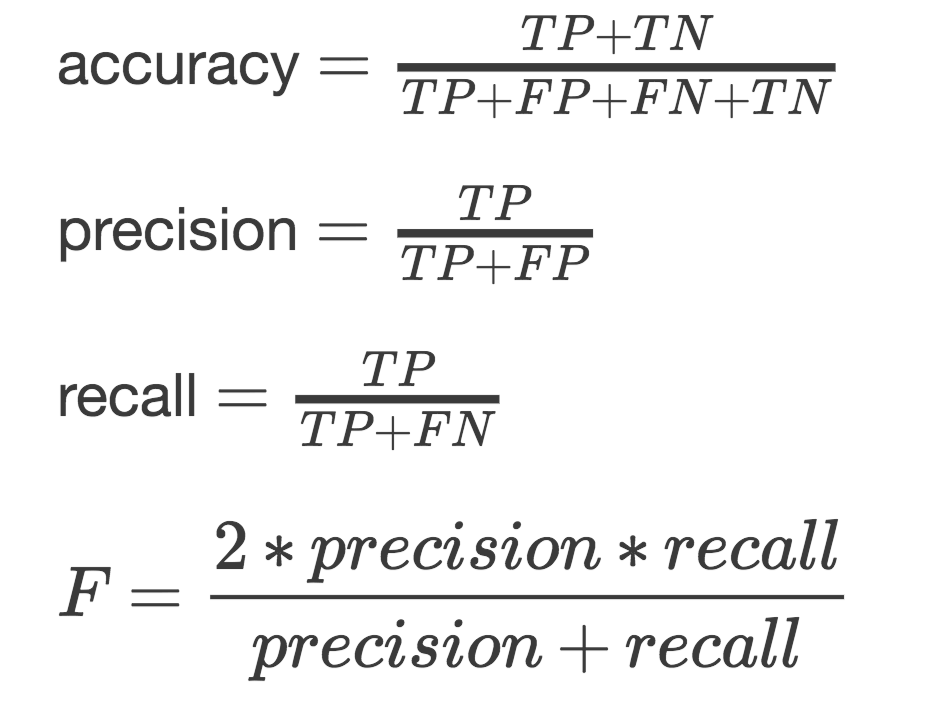 accuracy = TP+TN / TP+FP+FN+TN
precision = TP / TP+FP
recall = TP / TP+FN
F = 2 * precision * recall / precision + recall